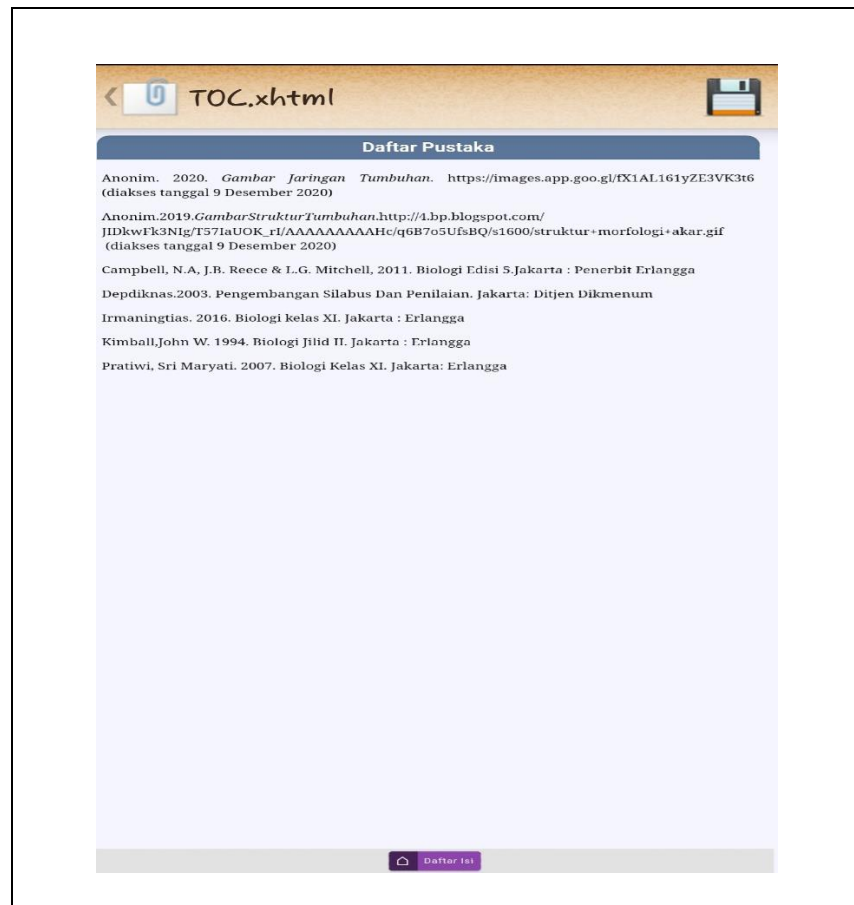 TOC.xhtml
Daftar Pustaka
Anonim. 2020. Gambar Jaringan Tumbuhan. https://images.app.goo.gl/fX1AL161yZE3VK3t6
(diakses tanggal 9 Desember 2020)
Anonim.2019.GambarStrukturTumbuhan.http://4.bp.blogspot.com/
JIDkwFk3NIg/T57IaUOK_rI/AAAAAAAAAHc/q6B7o5UfsBQ/s1600/struktur+morfologi+akar.gif
(diakses tanggal 9 Desember 2020)
Campbell, N.A, J.B. Reece & L.G. Mitchell, 2011. Biologi Edisi 5.Jakarta : Penerbit Erlangga
Depdiknas.2003. Pengembangan Silabus Dan Penilaian. Jakarta: Ditjen Dikmenum
Irmaningtias. 2016. Biologi kelas XI. Jakarta : Erlangga
Kimball,John W. 1994. Biologi Jilid II. Jakarta : Erlangga
Pratiwi, Sri Maryati. 2007. Biologi Kelas XI. Jakarta: Erlangga
Daftar Isi